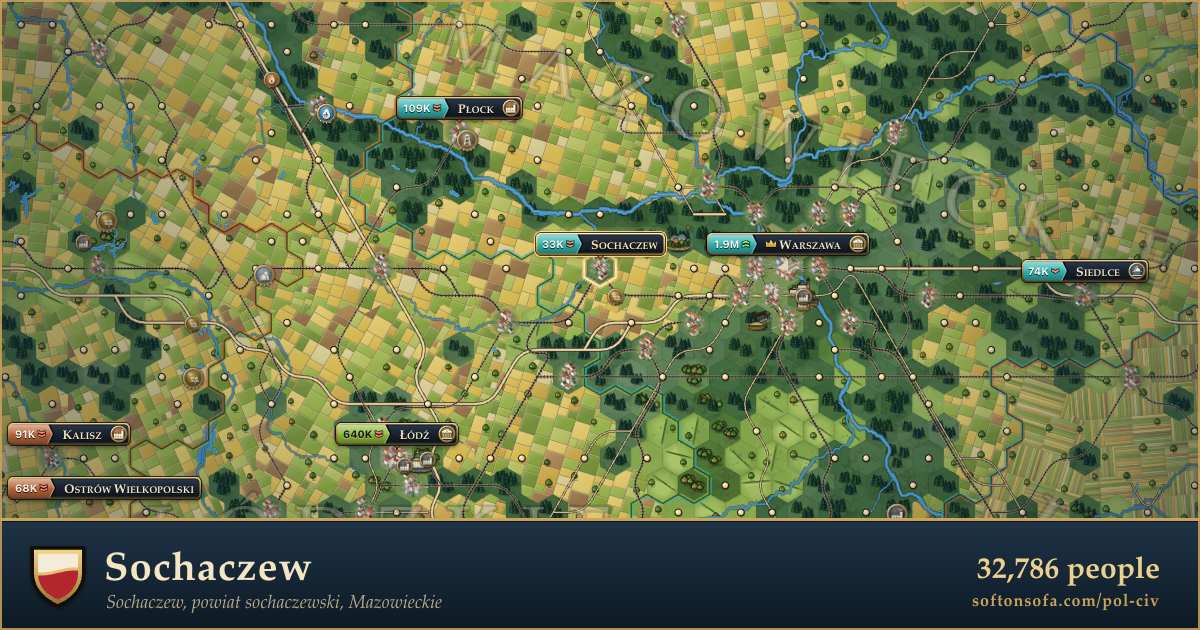 MAZOWIECKIE
109K PŁOCK
33K SOCHACZEW
1.9M WARSZAWA
74K SIEDLCE
91K KALISZ
640K ŁÓDŹ
68K OSTRÓW WIELKOPOLSKI
Sochaczew
Sochaczew, powiat sochaczewski, Mazowieckie
32,786 people
softonsofa.com/pol-civ